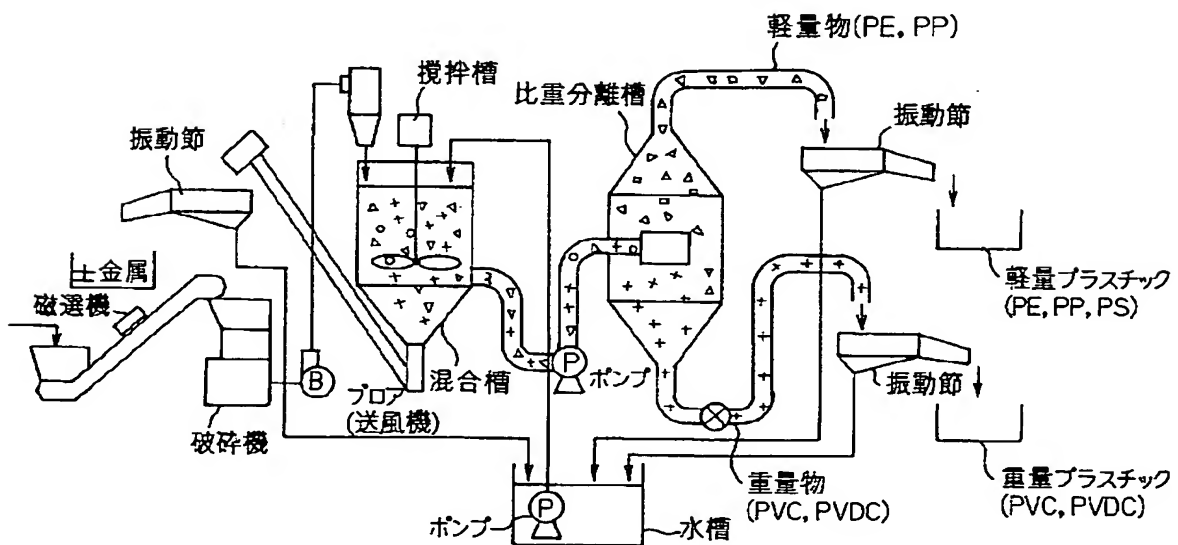 軽量物(PE, PP)
攪拌槽
比重分離槽
振動節
振動節
土金属
磁選機
軽量プラスチック
(PE, PP, PS)
B
P
ポンプ
混合槽
ブロア
(送風機)
振動節
破砕機
重量物
(PVC, PVDC)
重量プラスチック
(PVC, PVDC)
ポンプ
P
水槽